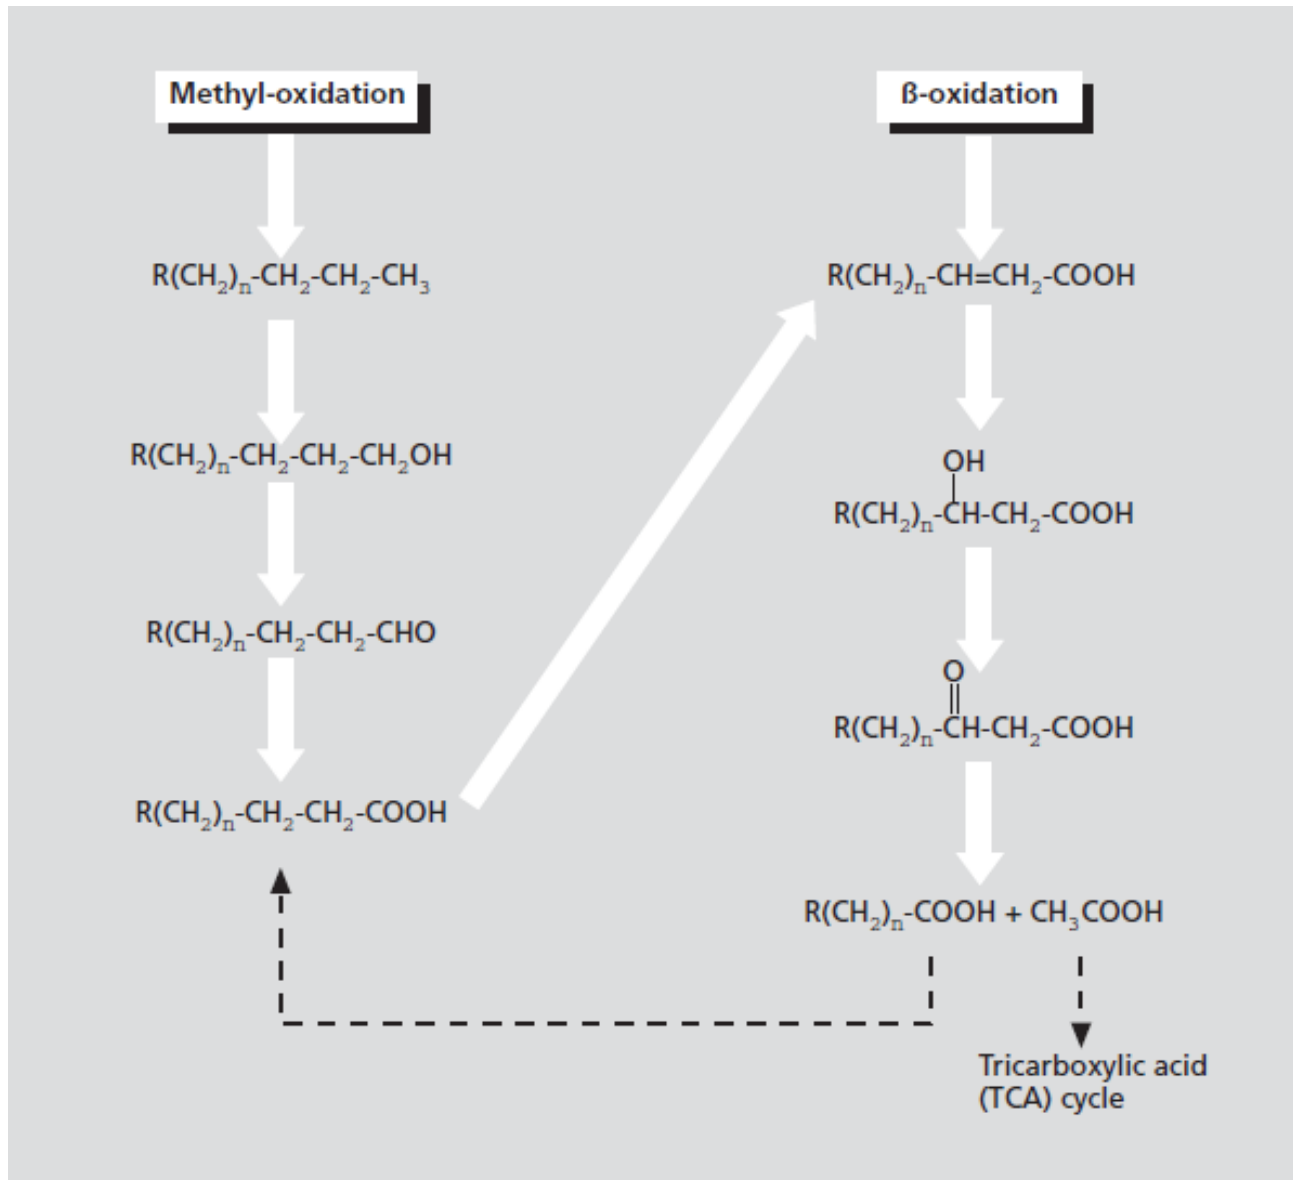 Methyl-oxidation
R(CH₂)ₙ-CH₂-CH₂-CH₃
R(CH₂)ₙ-CH₂-CH₂-CH₂OH
R(CH₂)ₙ-CH₂-CH₂-CHO
R(CH₂)ₙ-CH₂-CH₂-COOH
ß-oxidation
R(CH₂)ₙ-CH=CH₂-COOH
OH
R(CH₂)ₙ-CH-CH₂-COOH
O
R(CH₂)ₙ-CH-CH₂-COOH
R(CH₂)ₙ-COOH + CH₃COOH
Tricarboxylic acid
(TCA) cycle